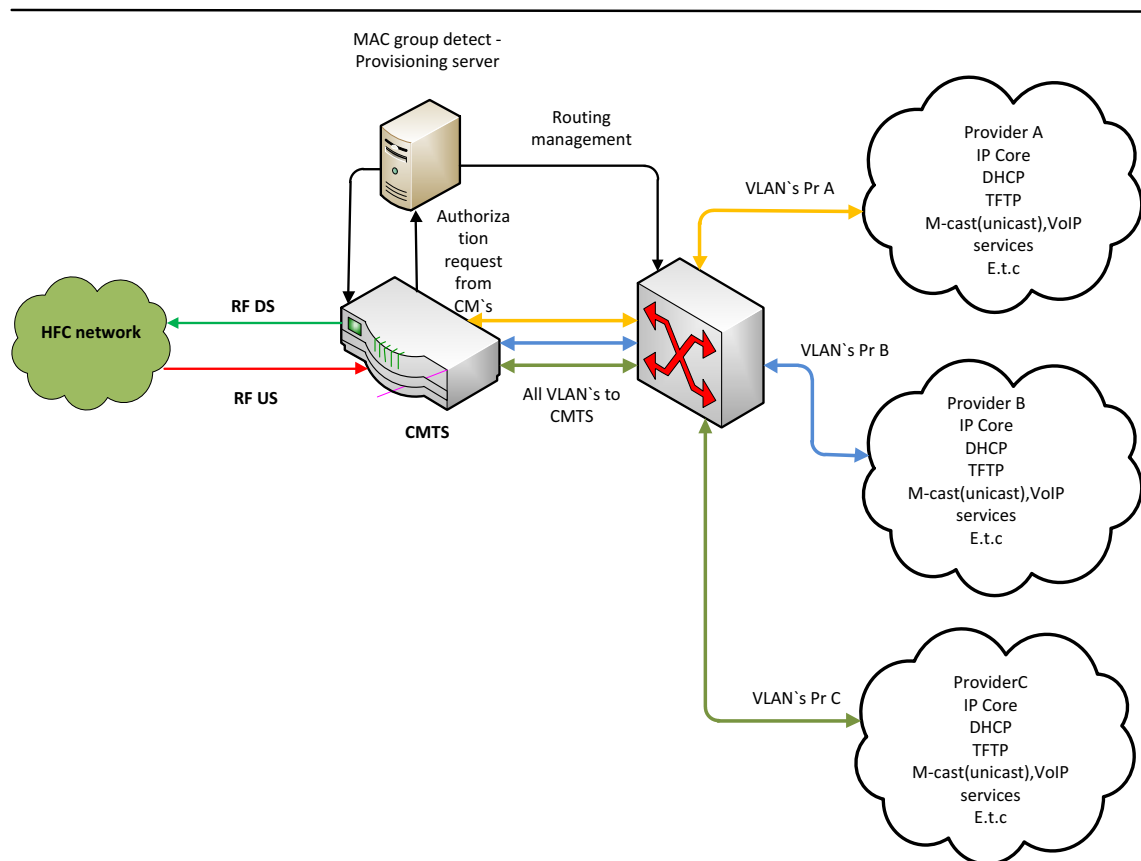 MAC group detect -
Provisioning server
Routing
management
Authoriza
tion
request
from
CM`s
HFC network
RF DS
RF US
CMTS
All VLAN`s to
CMTS
VLAN`s Pr A
Provider A
IP Core
DHCP
TFTP
M-cast(unicast),VoIP
services
E.t.c
VLAN`s Pr B
Provider B
IP Core
DHCP
TFTP
M-cast(unicast),VoIP
services
E.t.c
VLAN`s Pr C
ProviderC
IP Core
DHCP
TFTP
M-cast(unicast),VoIP
services
E.t.c